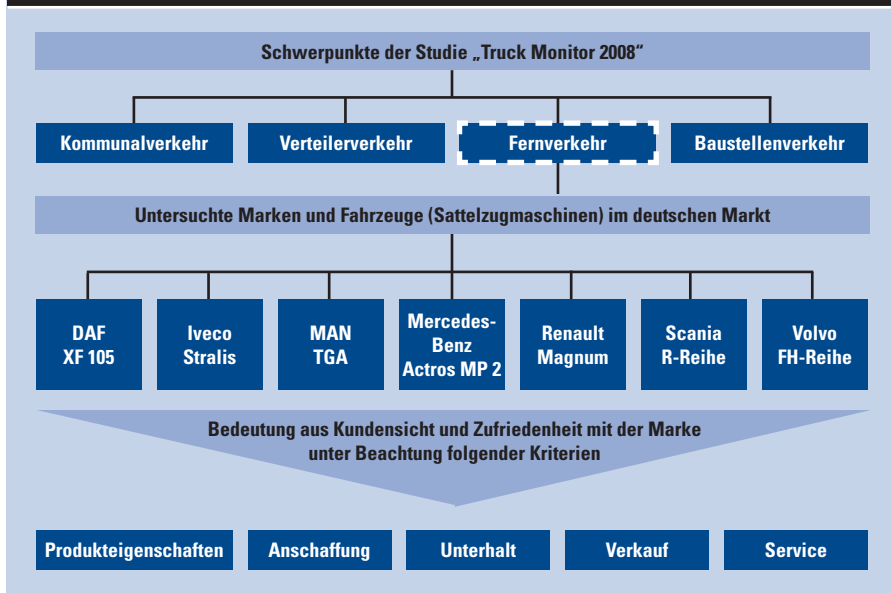 Schwerpunkte der Studie „Truck Monitor 2008“
Kommunalverkehr
Verteilerverkehr
Fernverkehr
Baustellenverkehr
Untersuchte Marken und Fahrzeuge (Sattelzugmaschinen) im deutschen Markt
DAF
XF 105
Iveco
Stralis
MAN
TGA
Mercedes-
Benz
Actros MP 2
Renault
Magnum
Scania
R-Reihe
Volvo
FH-Reihe
Bedeutung aus Kundensicht und Zufriedenheit mit der Marke
unter Beachtung folgender Kriterien
Produkteigenschaften
Anschaffung
Unterhalt
Verkauf
Service